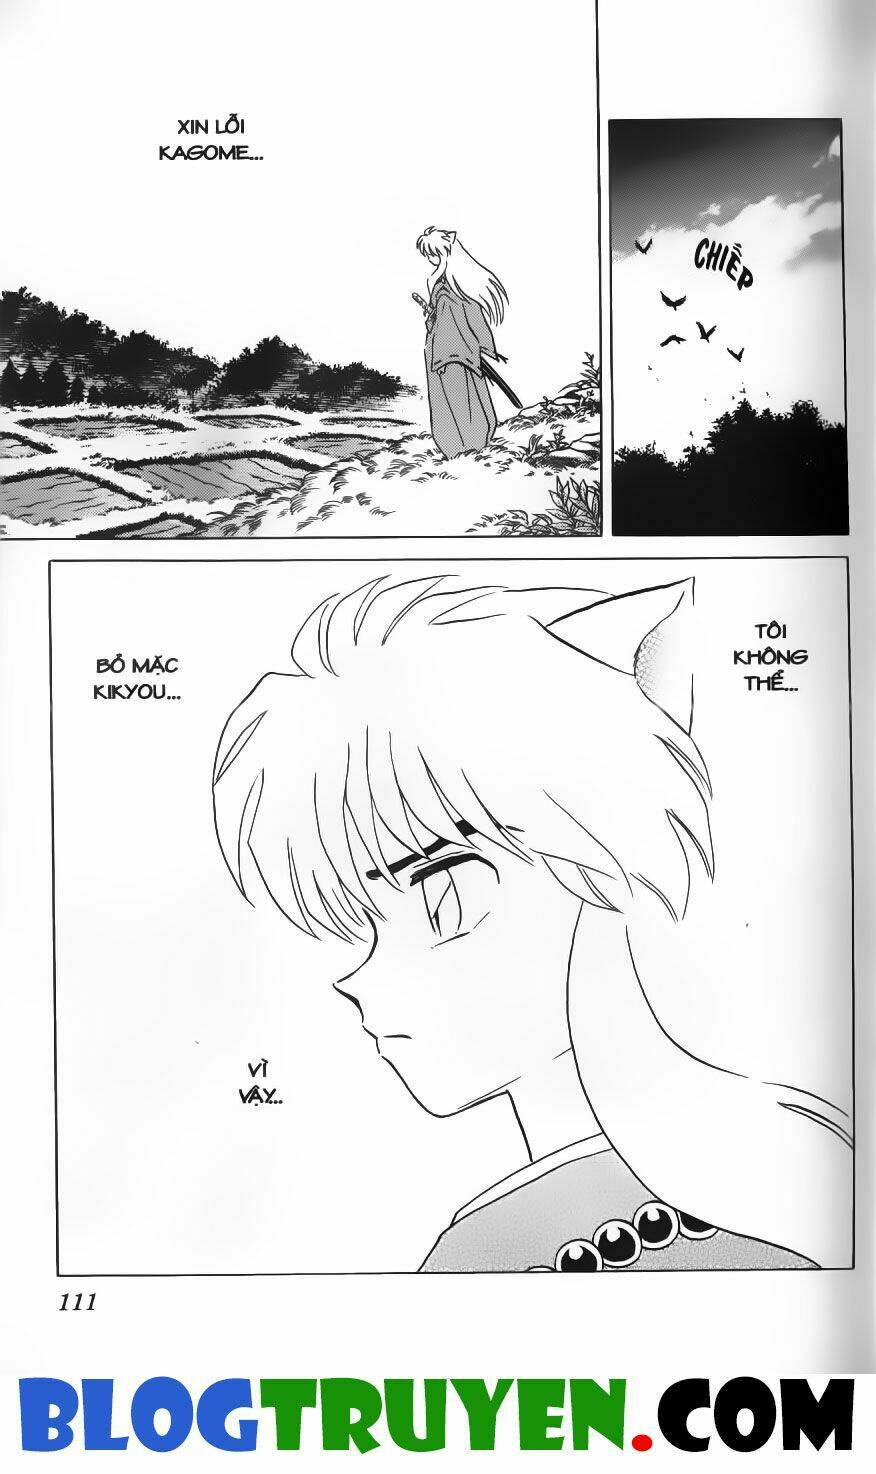 CHIẾP
XIN LỖI
KAGOME...
TÔI
KHÔNG
THỂ...
BỎ MẶC
KIKYOU...
VÌ
VẬY...
111
BLOGTRUYEN.COM